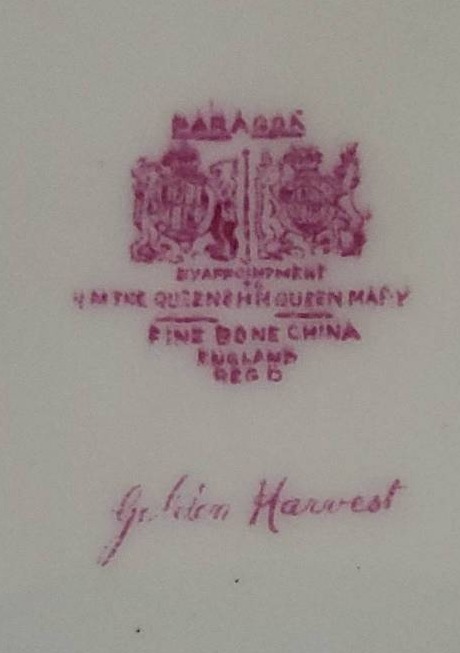 PARAGON
BY APPOINTMENT
TO
H M THE QUEEN & H M QUEEN MARY
FINE BONE CHINA
ENGLAND
REG D
Golden Harvest